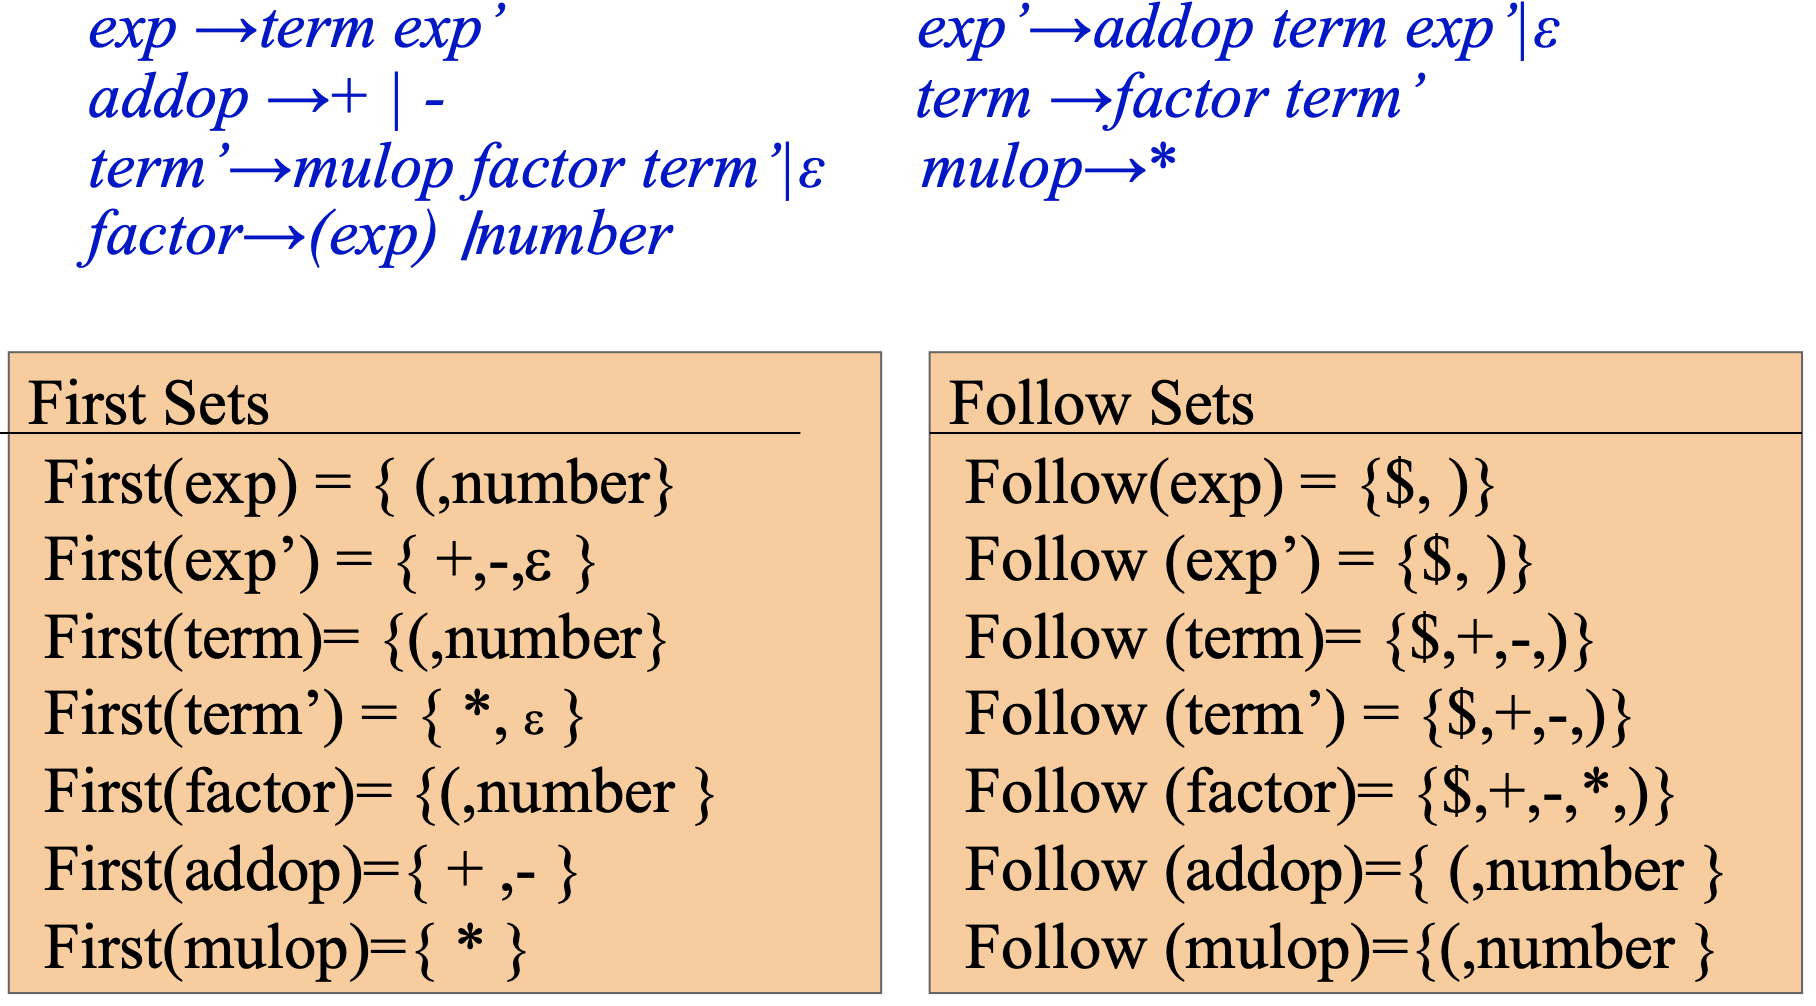 exp →term exp’
exp’→addop term exp’|ε
addop →+ | -
term →factor term’
term’→mulop factor term’|ε
mulop→*
factor→(exp) |number
First Sets
First(exp) = { (,number}
First(exp’) = { +,-,ε }
First(term)= {(,number}
First(term’) = { *, ε }
First(factor)= {(,number }
First(addop)={ + ,- }
First(mulop)={ * }
Follow Sets
Follow(exp) = {$, )}
Follow (exp’) = {$, )}
Follow (term)= {$,+,-,)}
Follow (term’) = {$,+,-,)}
Follow (factor)= {$,+,-,*,)}
Follow (addop)={ (,number }
Follow (mulop)={(,number }